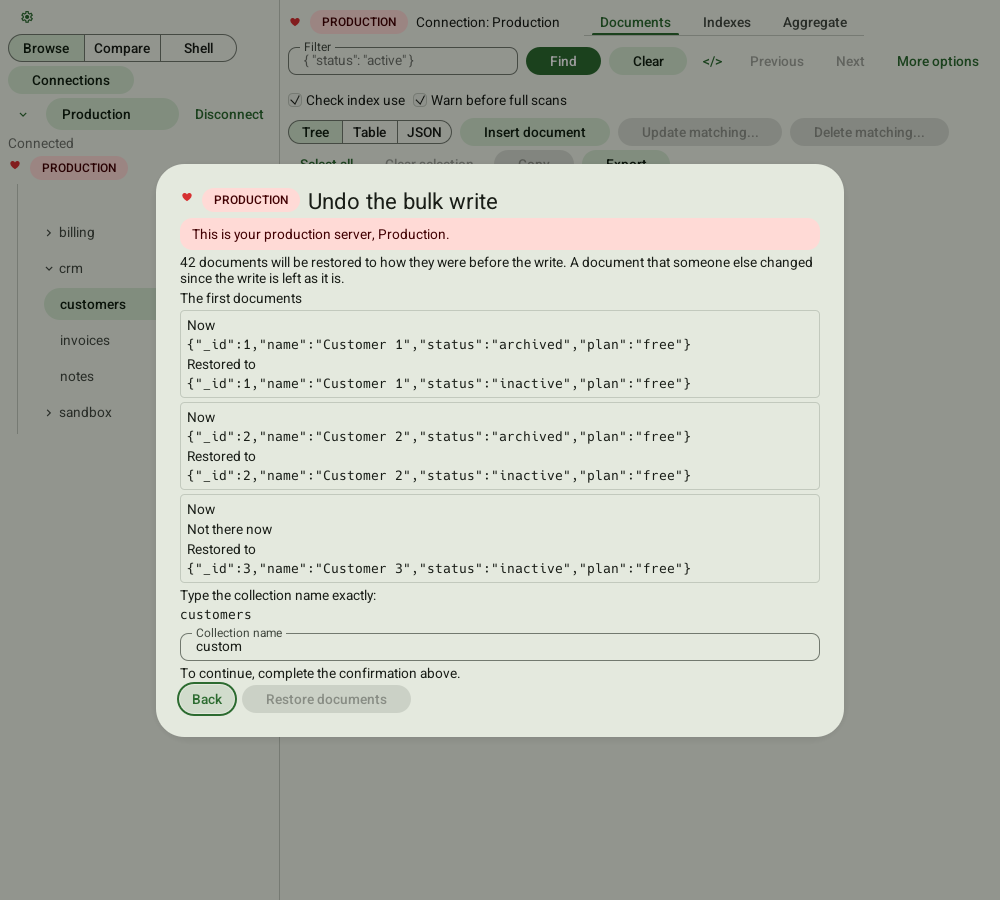 Browse Compare Shell
Connections
Production Disconnect
Connected
PRODUCTION
billing
crm
customers
invoices
notes
sandbox
PRODUCTION Connection: Production Documents Indexes Aggregate
Filter
{ "status": "active" } Find Clear </> Previous Next More options
Check index use Warn before full scans
Tree Table JSON Insert document Update matching... Delete matching...
Select all Clear selection Copy Export
PRODUCTION Undo the bulk write
This is your production server, Production.
42 documents will be restored to how they were before the write. A document that someone else changed
since the write is left as it is.
The first documents
Now
{"_id":1,"name":"Customer 1","status":"archived","plan":"free"}
Restored to
{"_id":1,"name":"Customer 1","status":"inactive","plan":"free"}
Now
{"_id":2,"name":"Customer 2","status":"archived","plan":"free"}
Restored to
{"_id":2,"name":"Customer 2","status":"inactive","plan":"free"}
Now
Not there now
Restored to
{"_id":3,"name":"Customer 3","status":"inactive","plan":"free"}
Type the collection name exactly:
customers
Collection name
custom
To continue, complete the confirmation above.
Back Restore documents